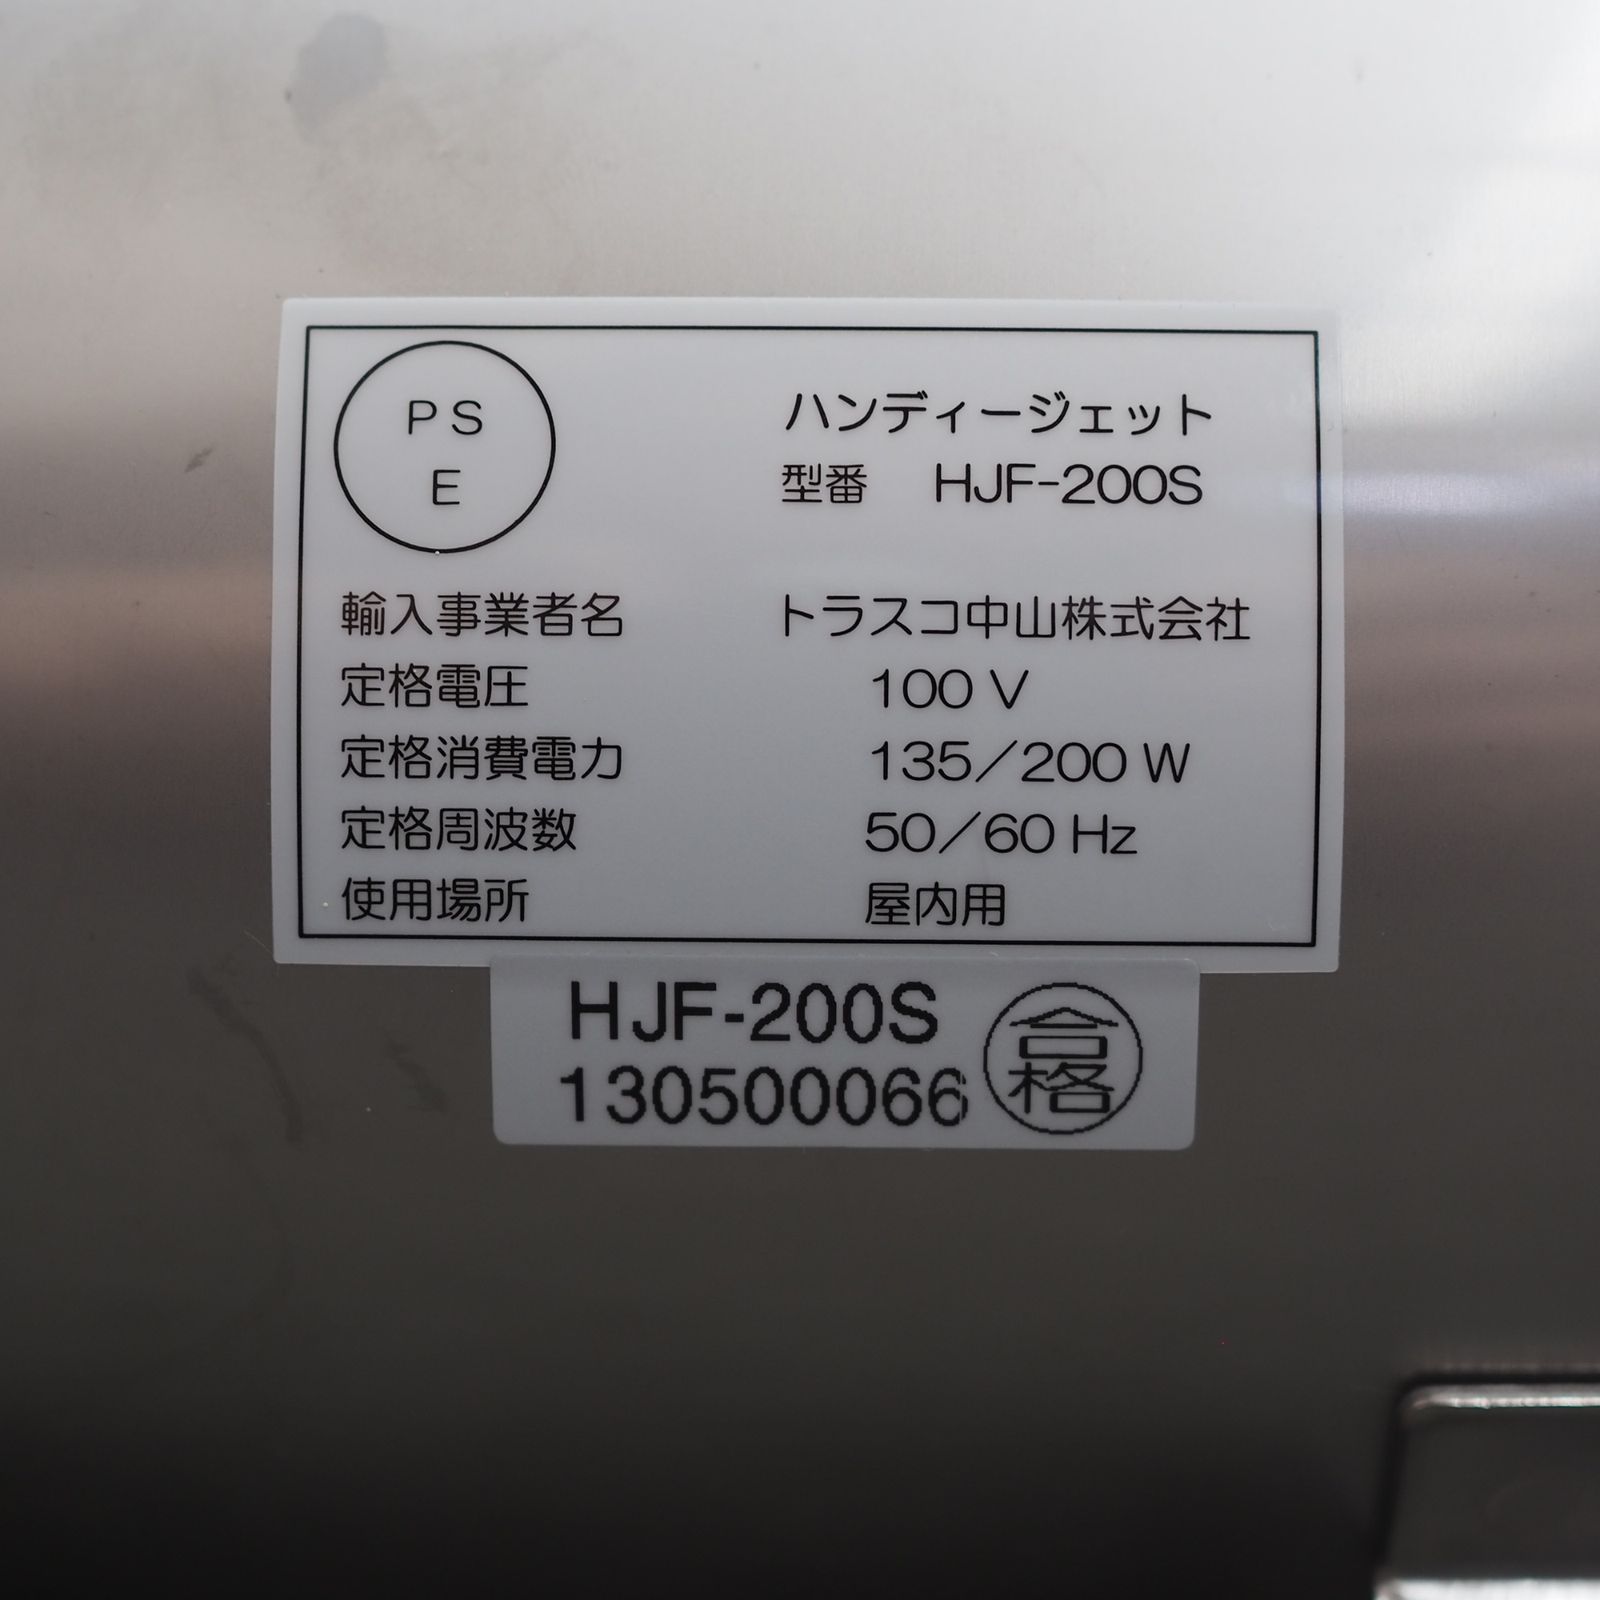 PS
E
ハンディージェット
型番 HJF-200S
輸入事業者名 トラスコ中山株式会社
定格電圧 100 V
定格消費電力 135／200 W
定格周波数 50／60 Hz
使用場所 屋内用
HJF-200S
130500066
合格